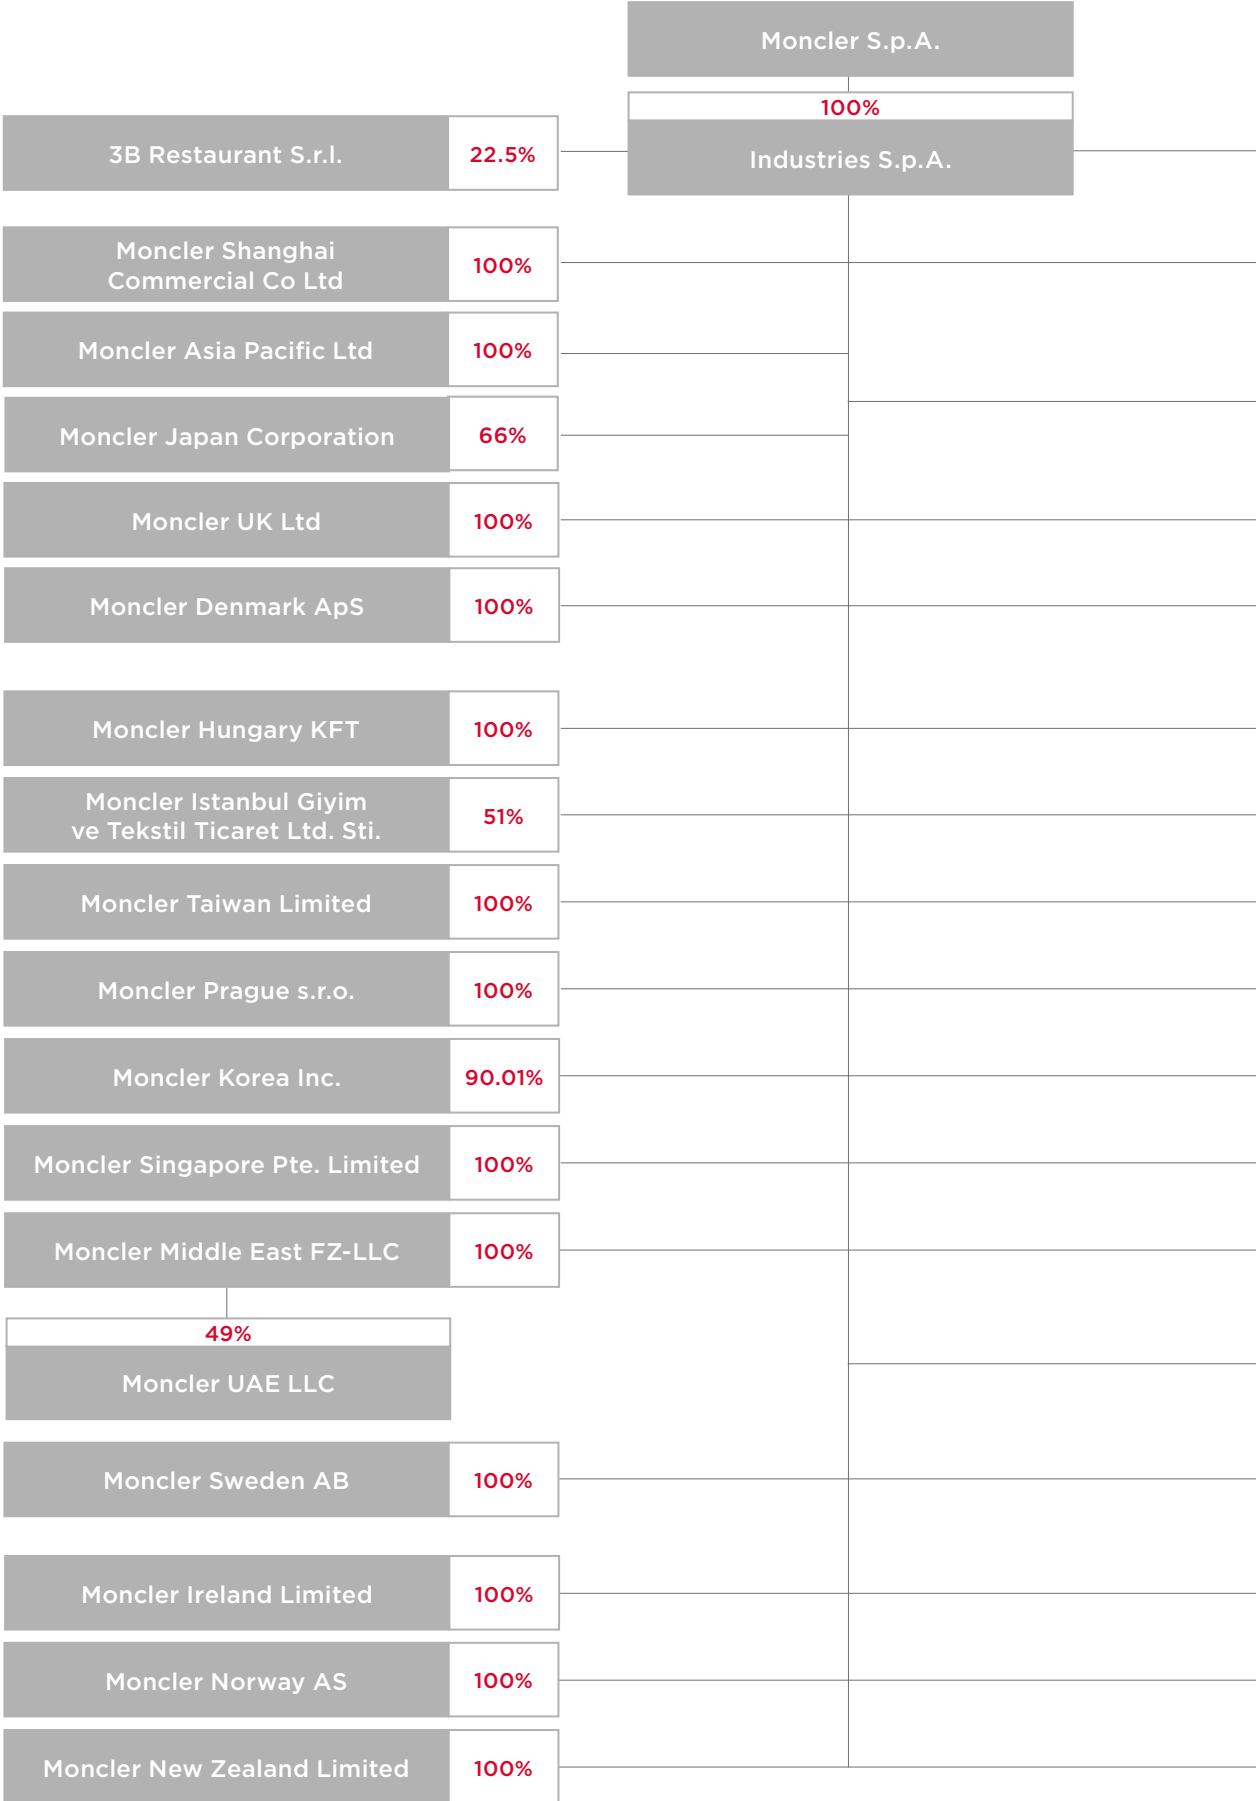 Moncler S.p.A.
100%
Industries S.p.A.
3B Restaurant S.r.l.
22.5%
Moncler Shanghai
Commercial Co Ltd
100%
Moncler Asia Pacific Ltd
100%
Moncler Japan Corporation
66%
Moncler UK Ltd
100%
Moncler Denmark ApS
100%
Moncler Hungary KFT
100%
Moncler Istanbul Giyim
ve Tekstil Ticaret Ltd. Sti.
51%
Moncler Taiwan Limited
100%
Moncler Prague s.r.o.
100%
Moncler Korea Inc.
90.01%
Moncler Singapore Pte. Limited
100%
Moncler Middle East FZ-LLC
100%
49%
Moncler UAE LLC
Moncler Sweden AB
100%
Moncler Ireland Limited
100%
Moncler Norway AS
100%
Moncler New Zealand Limited
100%